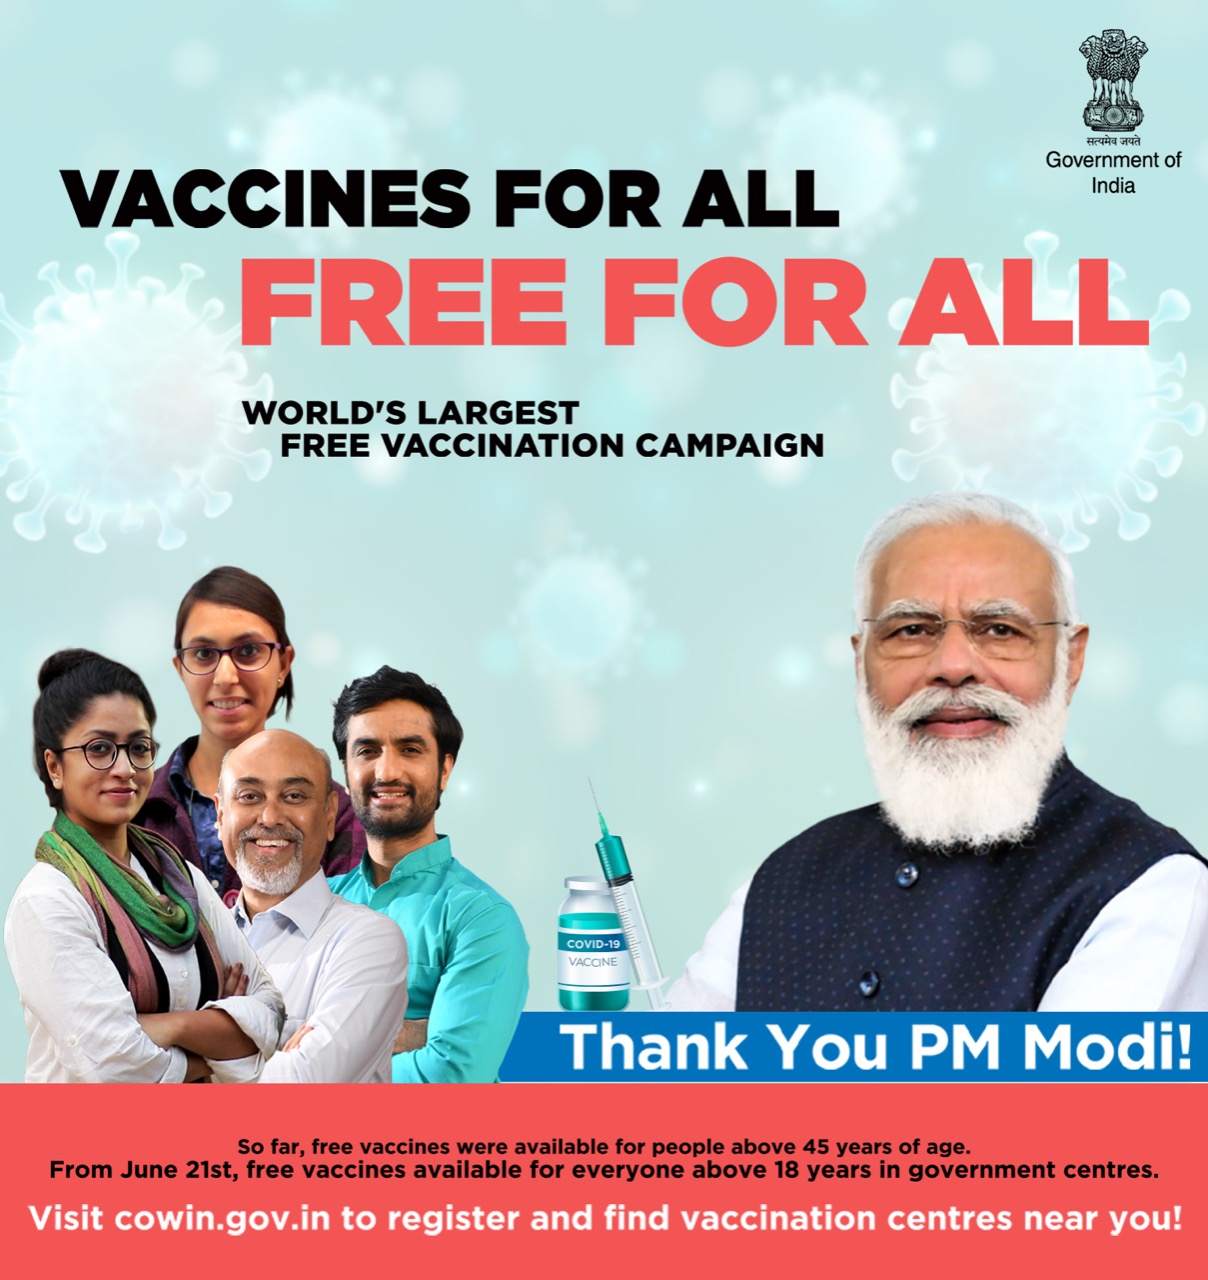 सत्यमेव जयते
Government of
India
VACCINES FOR ALL
FREE FOR ALL
WORLD'S LARGEST
FREE VACCINATION CAMPAIGN
COVID-19
VACCINE
Thank You PM Modi!
So far, free vaccines were available for people above 45 years of age.
From June 21st, free vaccines available for everyone above 18 years in government centres.
Visit cowin.gov.in to register and find vaccination centres near you!